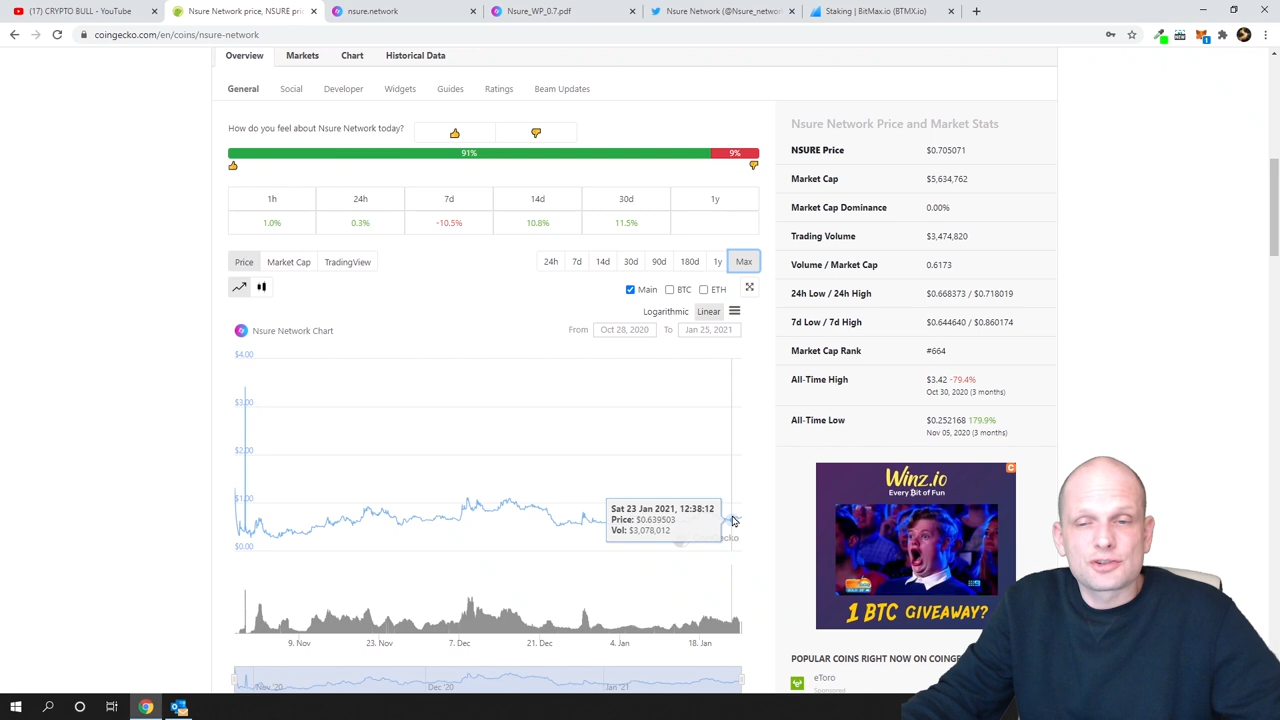 (17) CRYPTO BULL - YouTube
Nsure Network price, NSURE pri
nsure.network
Nsure_WP_0.7.pdf
Nsure Network (@Nsure_network
Staking | BitMax.io (BTMX.io)
coingecko.com/en/coins/nsure-network
Overview Markets Chart Historical Data
General Social Developer Widgets Guides Ratings Beam Updates
How do you feel about Nsure Network today?
91% 9%
1h 24h 7d 14d 30d 1y
1.0% 0.3% -10.5% 10.8% 11.5%
Price Market Cap TradingView
24h 7d 14d 30d 90d 180d 1y Max
Main BTC ETH
Logarithmic Linear
Nsure Network Chart
From Oct 28, 2020 To Jan 25, 2021
$4.00
$3.00
$2.00
$1.00
$0.00
Sat 23 Jan 2021, 12:38:12
Price: $0.639503
Vol: $3,078,012
9. Nov 23. Nov 7. Dec 21. Dec 4. Jan 18. Jan
Nov '20 Dec '20 Jan '21
Nsure Network Price and Market Stats
NSURE Price $0.705071
Market Cap $5,634,762
Market Cap Dominance 0.00%
Trading Volume $3,474,820
Volume / Market Cap 0.6173
24h Low / 24h High $0.668373 / $0.718019
7d Low / 7d High $0.644640 / $0.860174
Market Cap Rank #664
All-Time High $3.42 -79.4%
Oct 30, 2020 (3 months)
All-Time Low $0.252168 179.9%
Nov 05, 2020 (3 months)
Winz.io
Every Bit of Fun
1 BTC GIVEAWAY?
POPULAR COINS RIGHT NOW ON COINGE
eToro
Sponsored